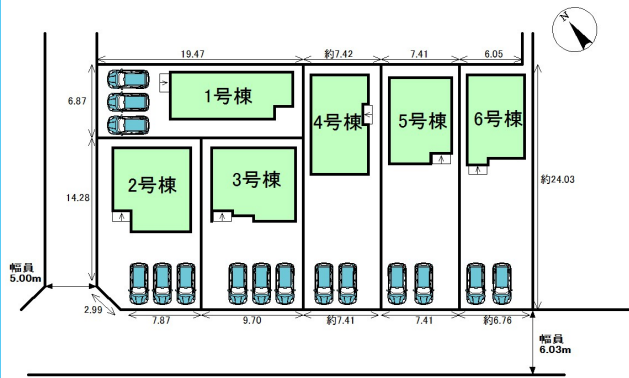 N
19.47
約7.42
7.41
6.05
6.87
1号棟
4号棟
5号棟
6号棟
2号棟
3号棟
14.28
約24.03
幅員
5.00m
2.99
7.87
9.70
約7.41
7.41
約6.76
幅員
6.03m